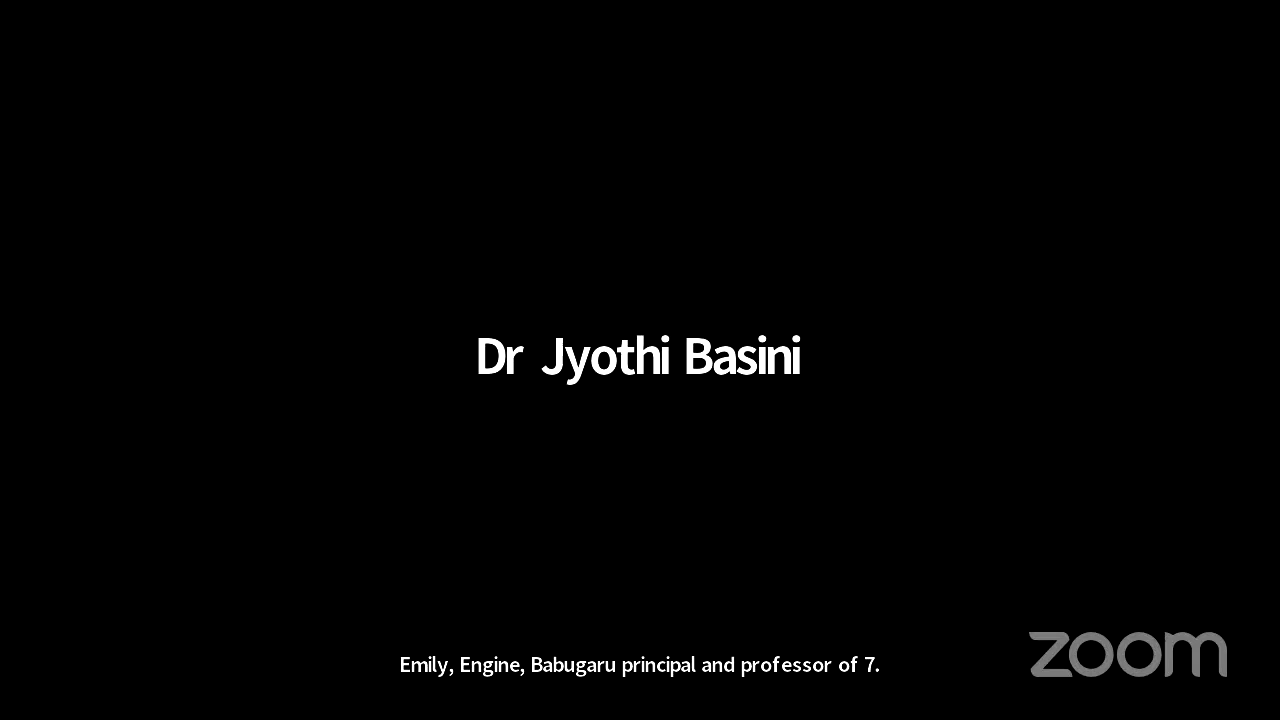 Dr Jyothi Basini
Emily, Engine, Babugaru principal and professor of 7.
zoom